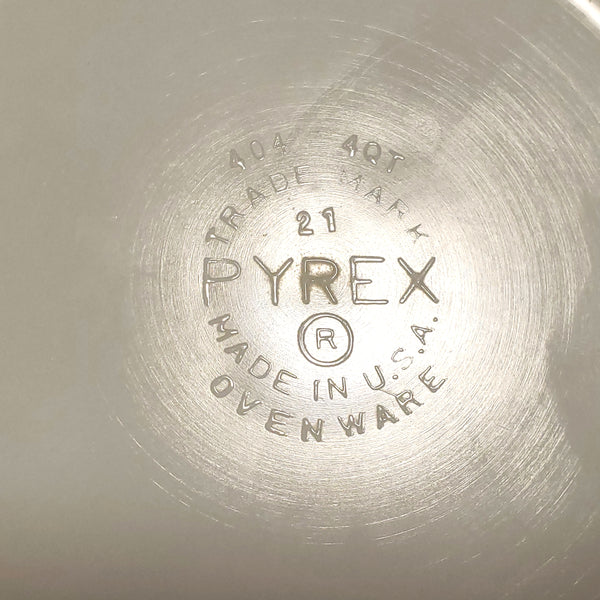 404 4QT
TRADE MARK
21
PYREX
®
MADE IN U.S.A.
OVENWARE